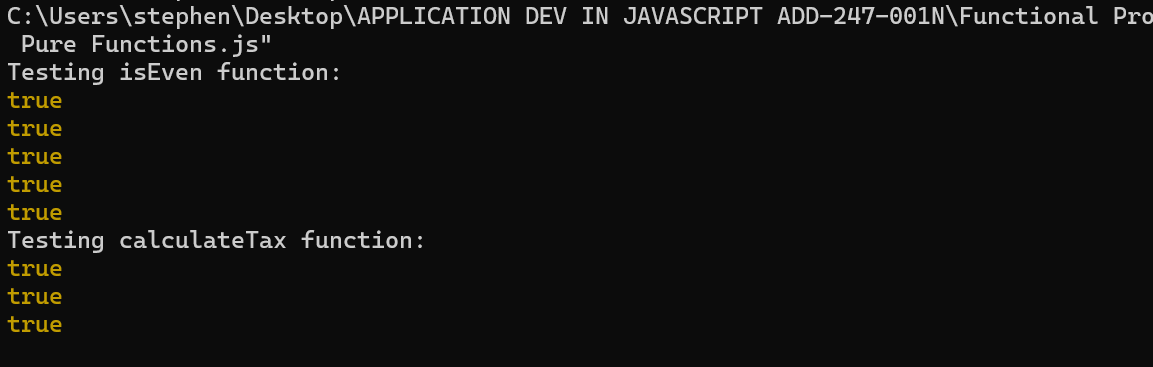 C:\Users\stephen\Desktop\APPLICATION DEV IN JAVASCRIPT ADD-247-001N\Functional Pro
Pure Functions.js"
Testing isEven function:
true
true
true
true
true
Testing calculateTax function:
true
true
true